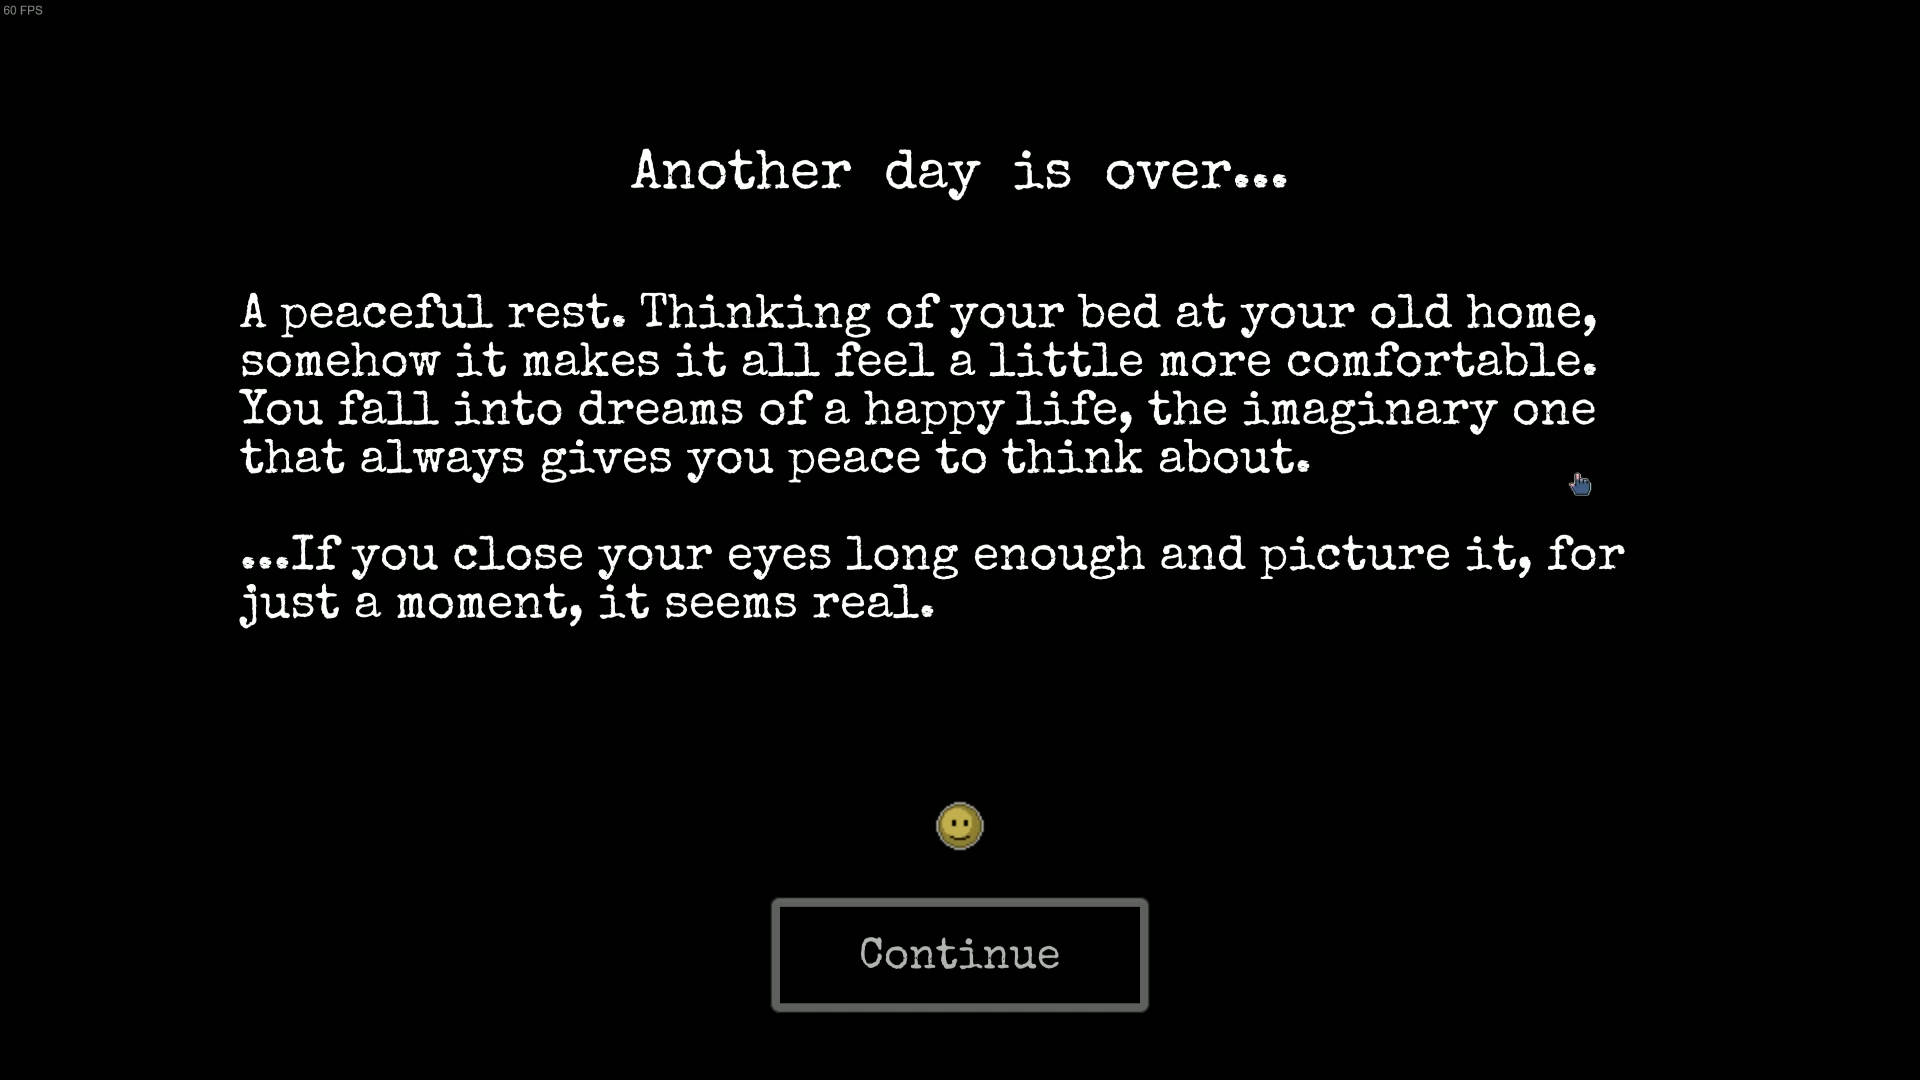 60 FPS
Another day is over...
A peaceful rest. Thinking of your bed at your old home,
somehow it makes it all feel a little more comfortable.
You fall into dreams of a happy life, the imaginary one
that always gives you peace to think about.
...If you close your eyes long enough and picture it, for
just a moment, it seems real.
Continue